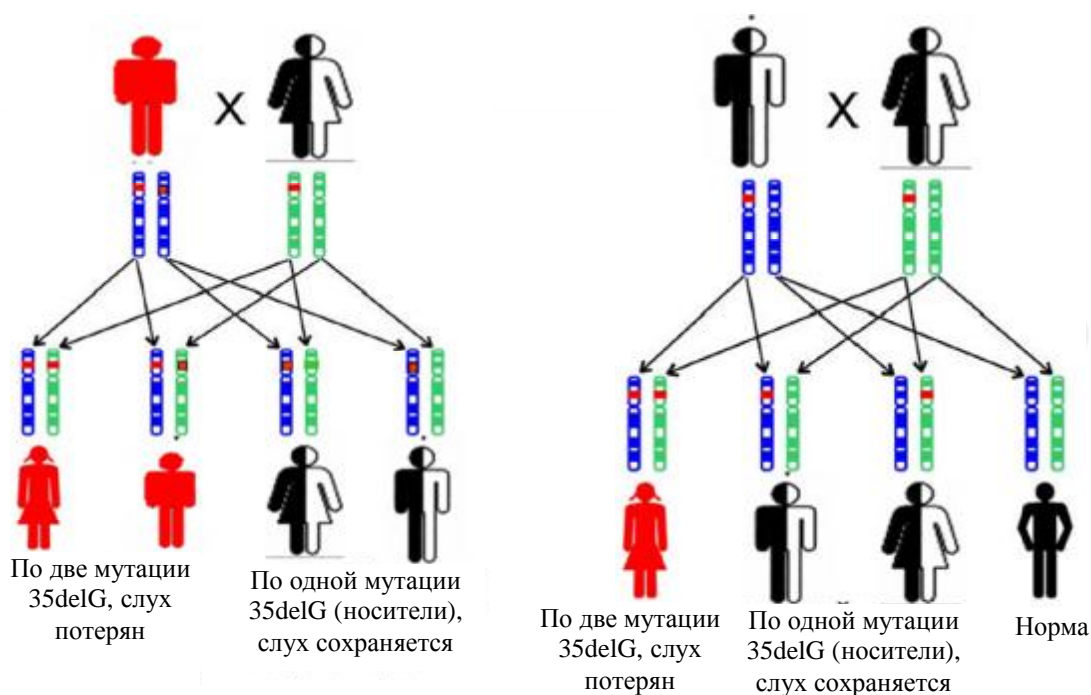 X
X
По две мутации
35delG, слух
потерян
По одной мутации
35delG (носители),
слух сохраняется
По две мутации
35delG, слух
потерян
По одной мутации
35delG (носители),
слух сохраняется
Норма